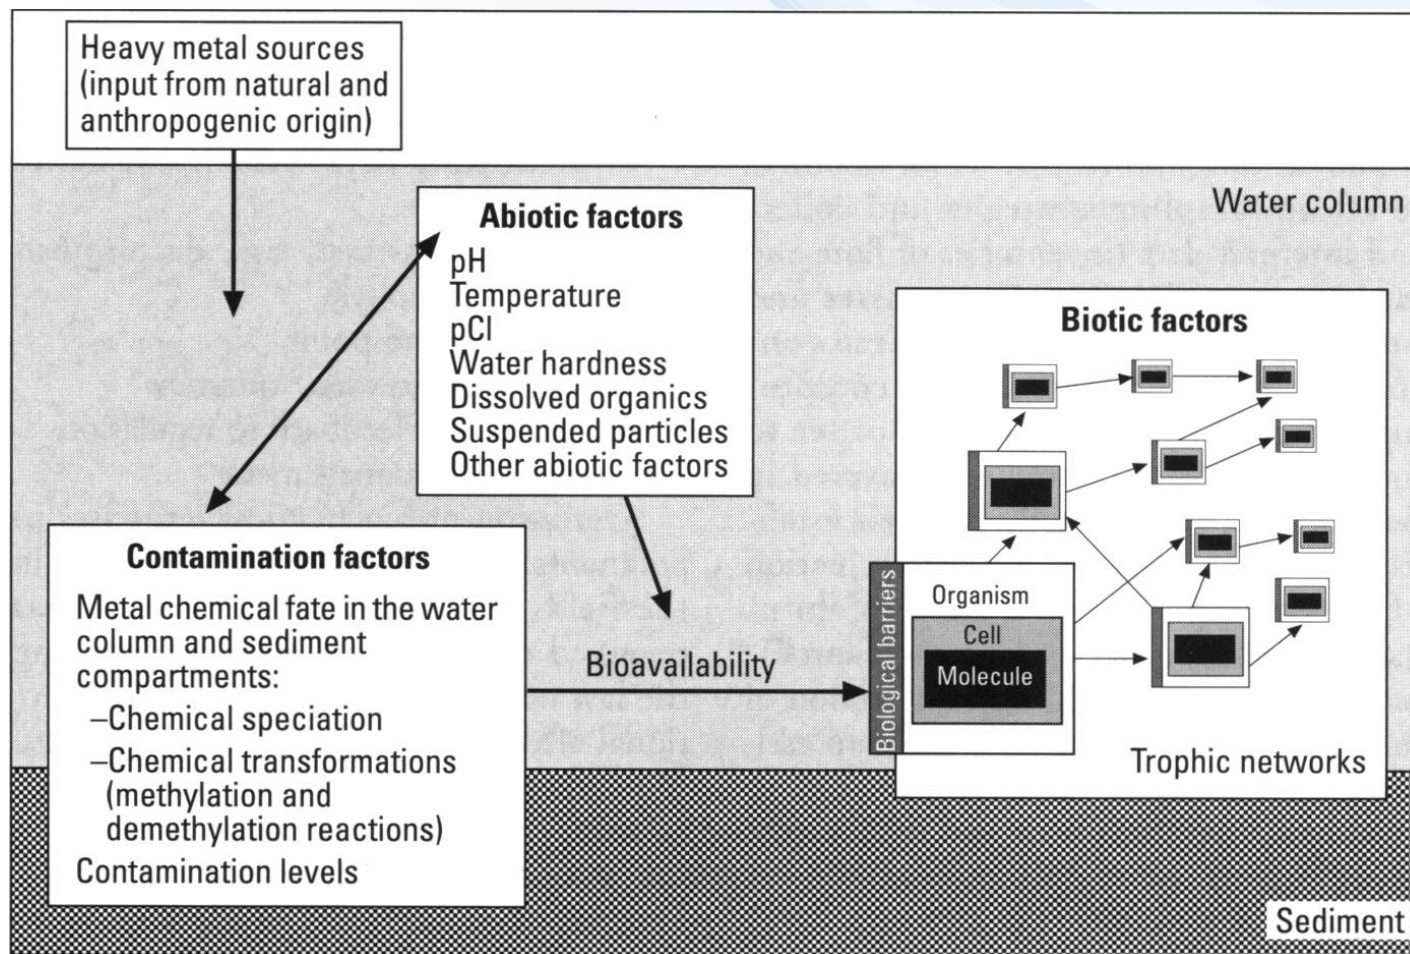 Heavy metal sources
(input from natural and
anthropogenic origin)
Water column
Abiotic factors
pH
Temperature
pCl
Water hardness
Dissolved organics
Suspended particles
Other abiotic factors
Biotic factors
Contamination factors
Metal chemical fate in the water
column and sediment
compartments:
–Chemical speciation
–Chemical transformations
(methylation and
demethylation reactions)
Contamination levels
Bioavailability
Biological barriers
Organism
Cell
Molecule
Trophic networks
Sediment